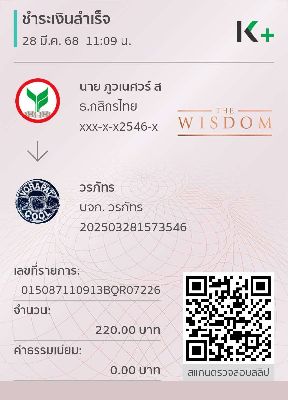 ชำระเงินสำเร็จ
28 มี.ค. 68 11:09 น.
K+
นาย ภูวเนศวร์ ส
ธ.กสิกรไทย
xxx-x-x2546-x
THE
WISDOM
VORAPAT
COOL
วรภัทร
บจก. วรภัทร
202503281573546
เลขที่รายการ:
015087110913BQR07226
จำนวน:
220.00 บาท
ค่าธรรมเนียม:
0.00 บาท
สแกนตรวจสอบสลิป